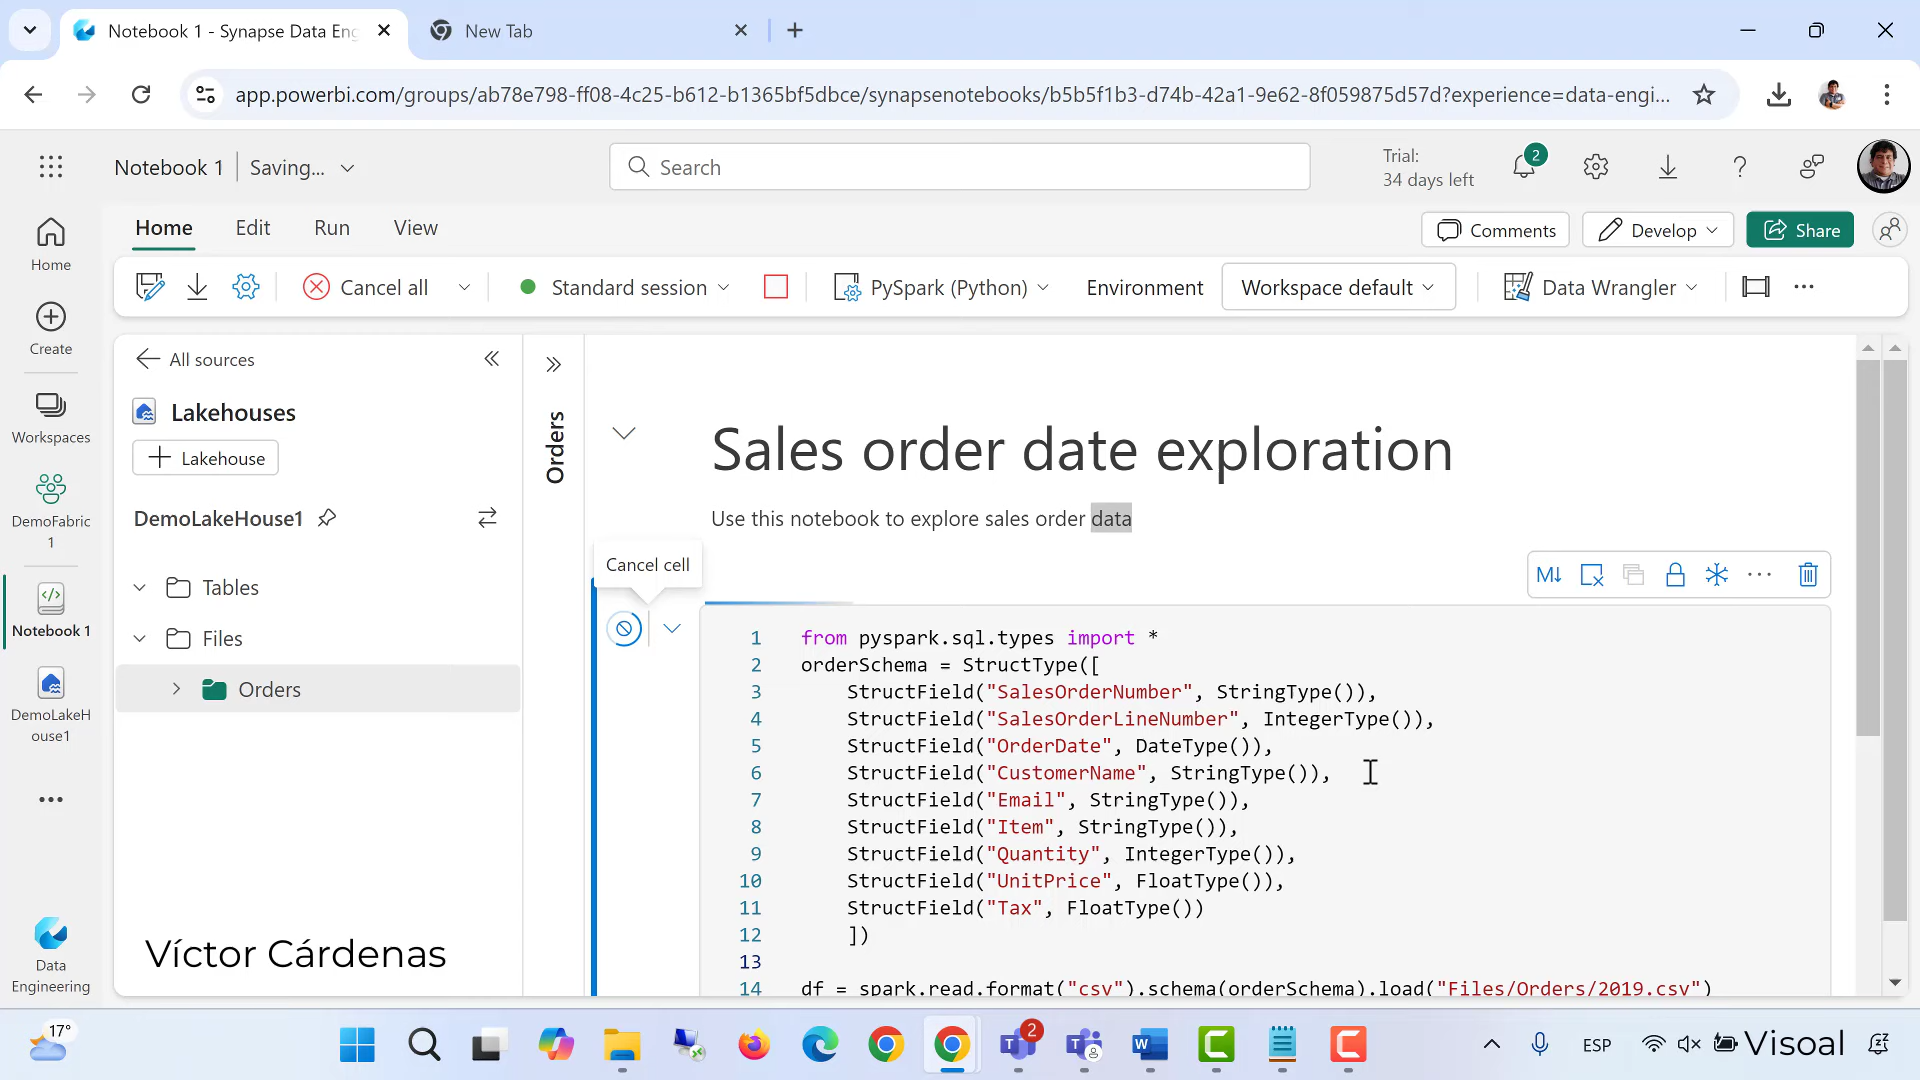 Notebook 1 - Synapse Data Eng
New Tab
app.powerbi.com/groups/ab78e798-ff08-4c25-b612-b1365bf5dbce/synapsenotebooks/b5b5f1b3-d74b-42a1-9e62-8f059875d57d?experience=data-engi...
Notebook 1
Saving...
Search
Trial:
34 days left
2
Home
Edit
Run
View
Comments
Develop
Share
Cancel all
Standard session
PySpark (Python)
Environment
Workspace default
Data Wrangler
Home
Create
Workspaces
DemoFabric
1
Notebook 1
DemoLakeH
ouse1
Data
Engineering
All sources
Lakehouses
Lakehouse
DemoLakeHouse1
Tables
Files
Orders
Víctor Cárdenas
Orders
Sales order date exploration
Use this notebook to explore sales order data
Cancel cell
M↓
1 from pyspark.sql.types import *
2 orderSchema = StructType([
3 StructField("SalesOrderNumber", StringType()),
4 StructField("SalesOrderLineNumber", IntegerType()),
5 StructField("OrderDate", DateType()),
6 StructField("CustomerName", StringType()),
7 StructField("Email", StringType()),
8 StructField("Item", StringType()),
9 StructField("Quantity", IntegerType()),
10 StructField("UnitPrice", FloatType()),
11 StructField("Tax", FloatType())
12 ])
13
14 df = spark.read.format("csv").schema(orderSchema).load("Files/Orders/2019.csv")
17°
2
ESP
Visoal